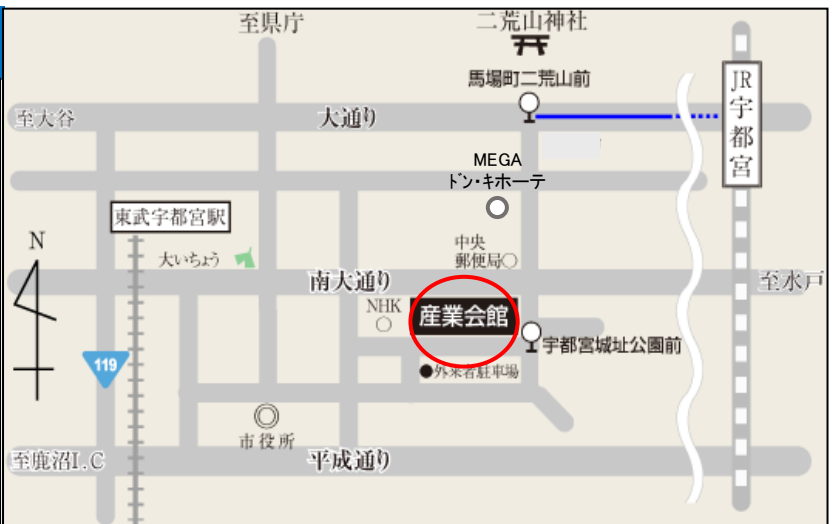 至県庁
二荒山神社
馬場町二荒山前
JR宇都宮
至大谷
大通り
MEGA
ドン・キホーテ
東武宇都宮駅
N
大いちょう
中央
郵便局
南大通り
至水戸
NHK
産業会館
宇都宮城址公園前
119
外来者駐車場
市役所
至鹿沼I.C
平成通り